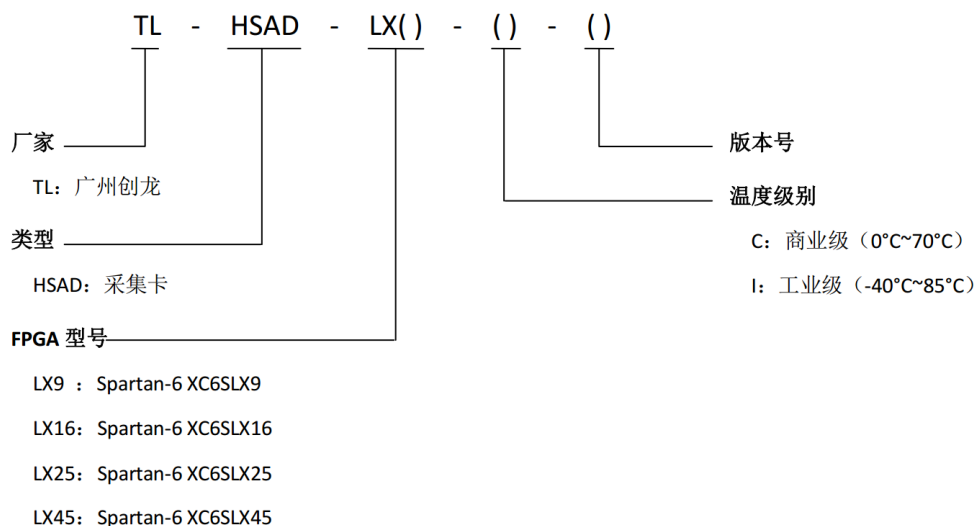 TL - HSAD - LX( ) - ( ) - ( )
厂家
TL：广州创龙
类型
HSAD：采集卡
FPGA 型号
LX9 ：Spartan-6 XC6SLX9
LX16：Spartan-6 XC6SLX16
LX25：Spartan-6 XC6SLX25
LX45：Spartan-6 XC6SLX45
版本号
温度级别
C：商业级（0°C~70°C）
I：工业级（-40°C~85°C）